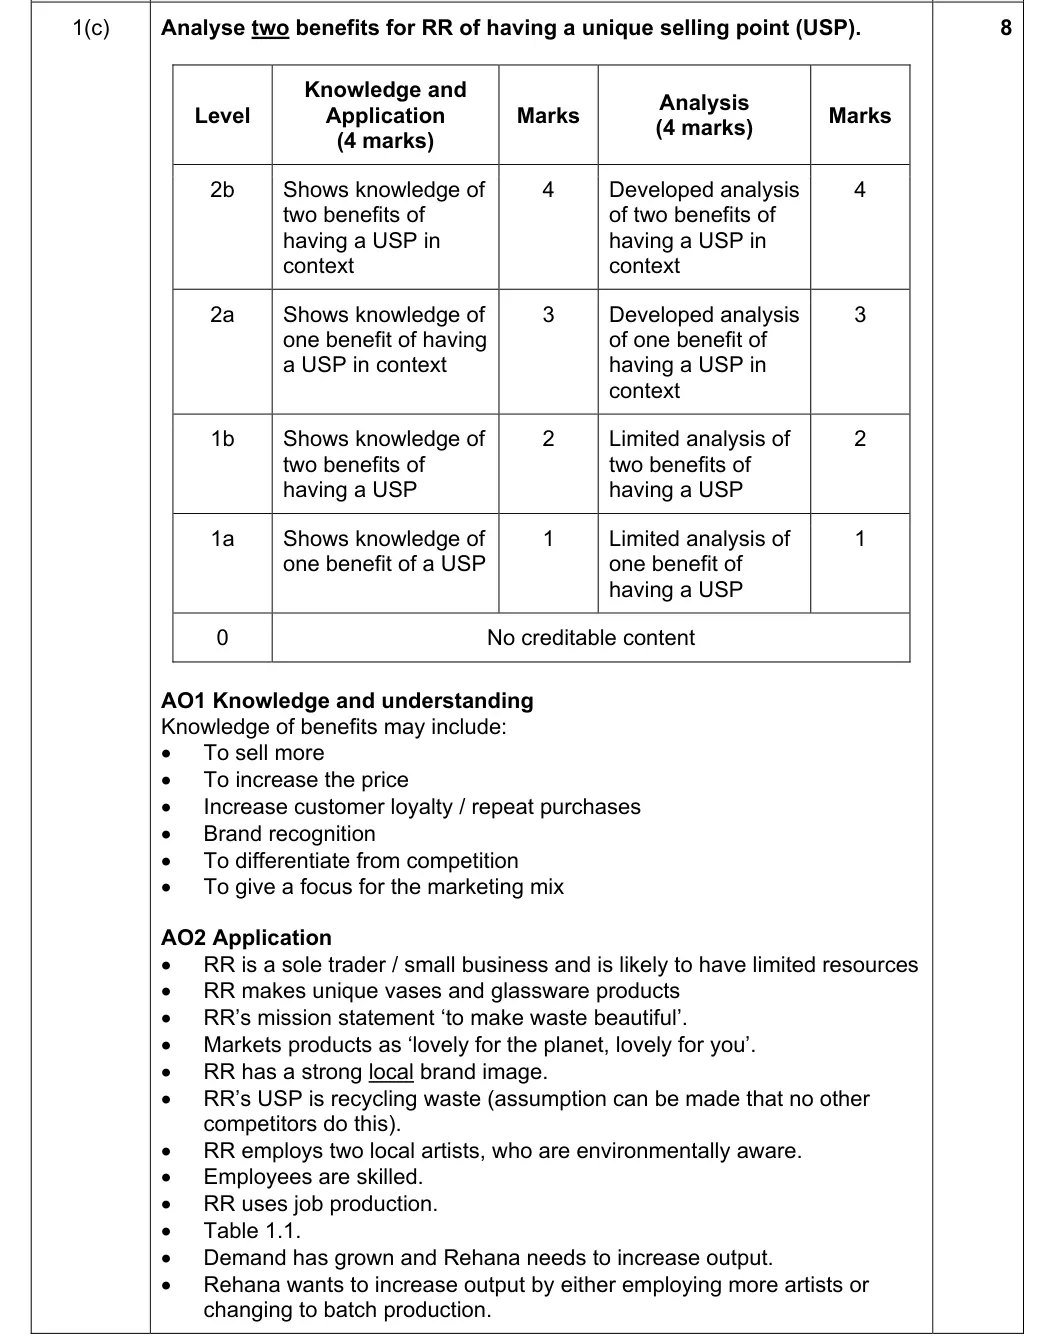 1(c)
Analyse two benefits for RR of having a unique selling point (USP).
8
Level
Knowledge and
Application
(4 marks)
Marks
Analysis
(4 marks)
Marks
2b
Shows knowledge of
two benefits of
having a USP in
context
4
Developed analysis
of two benefits of
having a USP in
context
4
2a
Shows knowledge of
one benefit of having
a USP in context
3
Developed analysis
of one benefit of
having a USP in
context
3
1b
Shows knowledge of
two benefits of
having a USP
2
Limited analysis of
two benefits of
having a USP
2
1a
Shows knowledge of
one benefit of a USP
1
Limited analysis of
one benefit of
having a USP
1
0
No creditable content
AO1 Knowledge and understanding
Knowledge of benefits may include:
• To sell more
• To increase the price
• Increase customer loyalty / repeat purchases
• Brand recognition
• To differentiate from competition
• To give a focus for the marketing mix
AO2 Application
• RR is a sole trader / small business and is likely to have limited resources
• RR makes unique vases and glassware products
• RR’s mission statement ‘to make waste beautiful’.
• Markets products as ‘lovely for the planet, lovely for you’.
• RR has a strong local brand image.
• RR’s USP is recycling waste (assumption can be made that no other
competitors do this).
• RR employs two local artists, who are environmentally aware.
• Employees are skilled.
• RR uses job production.
• Table 1.1.
• Demand has grown and Rehana needs to increase output.
• Rehana wants to increase output by either employing more artists or
changing to batch production.